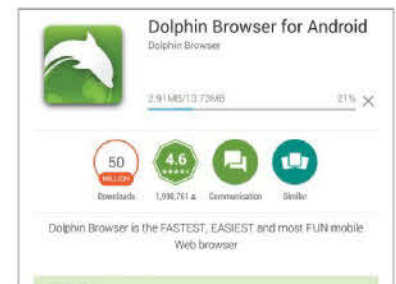 Dolphin Browser for Android
Dolphin Browser
2.91MB/13.73MB 21%
50
MILLION
4.6
Downloads 1,998,761 Communication Similar
Dolphin Browser is the FASTEST, EASIEST and most FUN mobile
Web browser